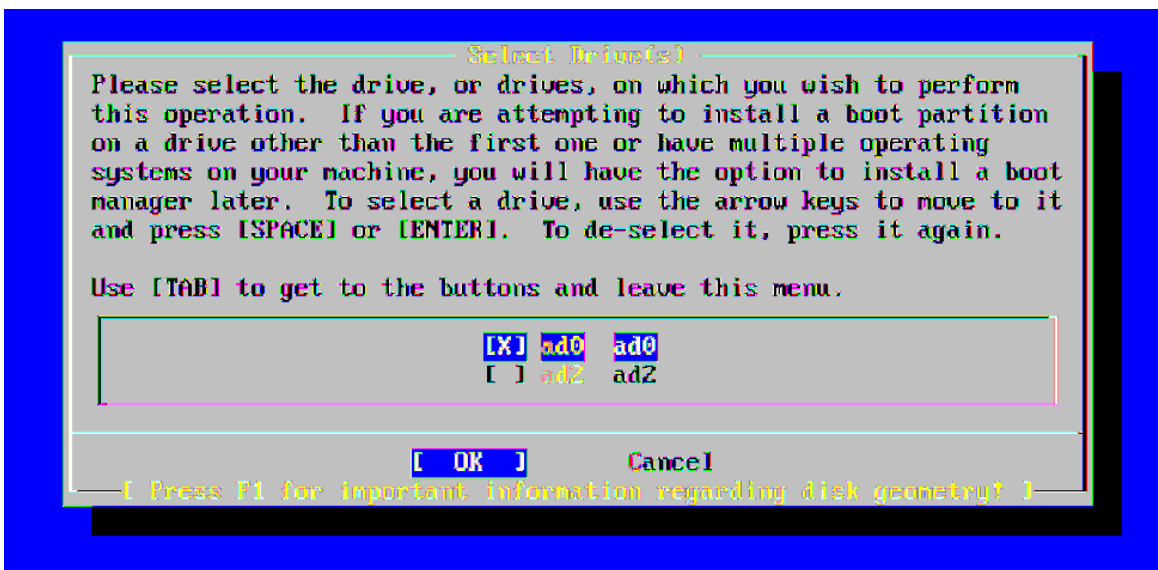 Select Drive(s)
Please select the drive, or drives, on which you wish to perform
this operation.  If you are attempting to install a boot partition
on a drive other than the first one or have multiple operating
systems on your machine, you will have the option to install a boot
manager later.  To select a drive, use the arrow keys to move to it
and press [SPACE] or [ENTER].  To de-select it, press it again.
Use [TAB] to get to the buttons and leave this menu.
[X] ad0 ad0
[ ] ad2 ad2
[ OK ] Cancel
[ Press F1 for important information regarding disk geometry! ]